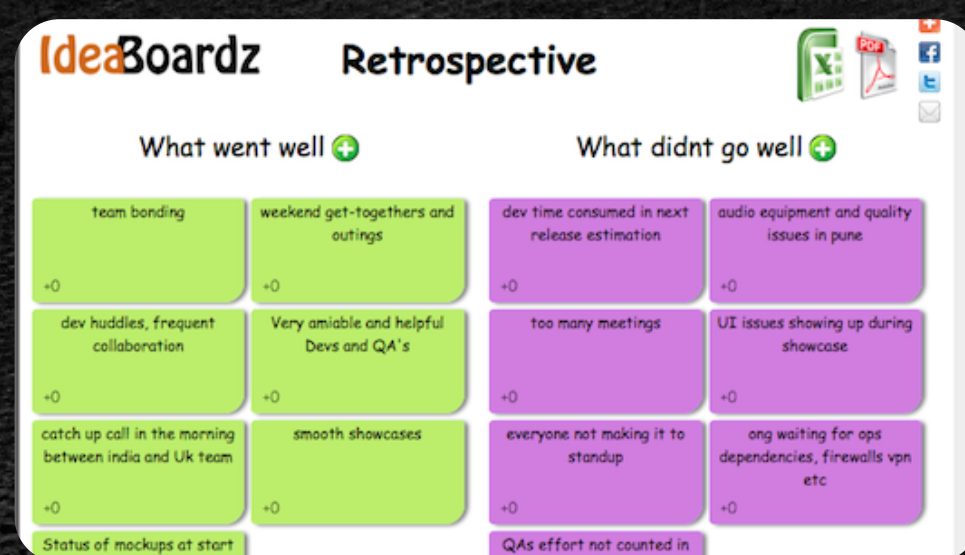 IdeaBoardz
Retrospective
PDF
What went well
What didnt go well
team bonding
+0
weekend get-togethers and
outings
+0
dev time consumed in next
release estimation
+0
audio equipment and quality
issues in pune
+0
dev huddles, frequent
collaboration
+0
Very amiable and helpful
Devs and QA's
+0
too many meetings
+0
UI issues showing up during
showcase
+0
catch up call in the morning
between india and Uk team
+0
smooth showcases
+0
everyone not making it to
standup
+0
ong waiting for ops
dependencies, firewalls vpn
etc
+0
Status of mockups at start
QAs effort not counted in